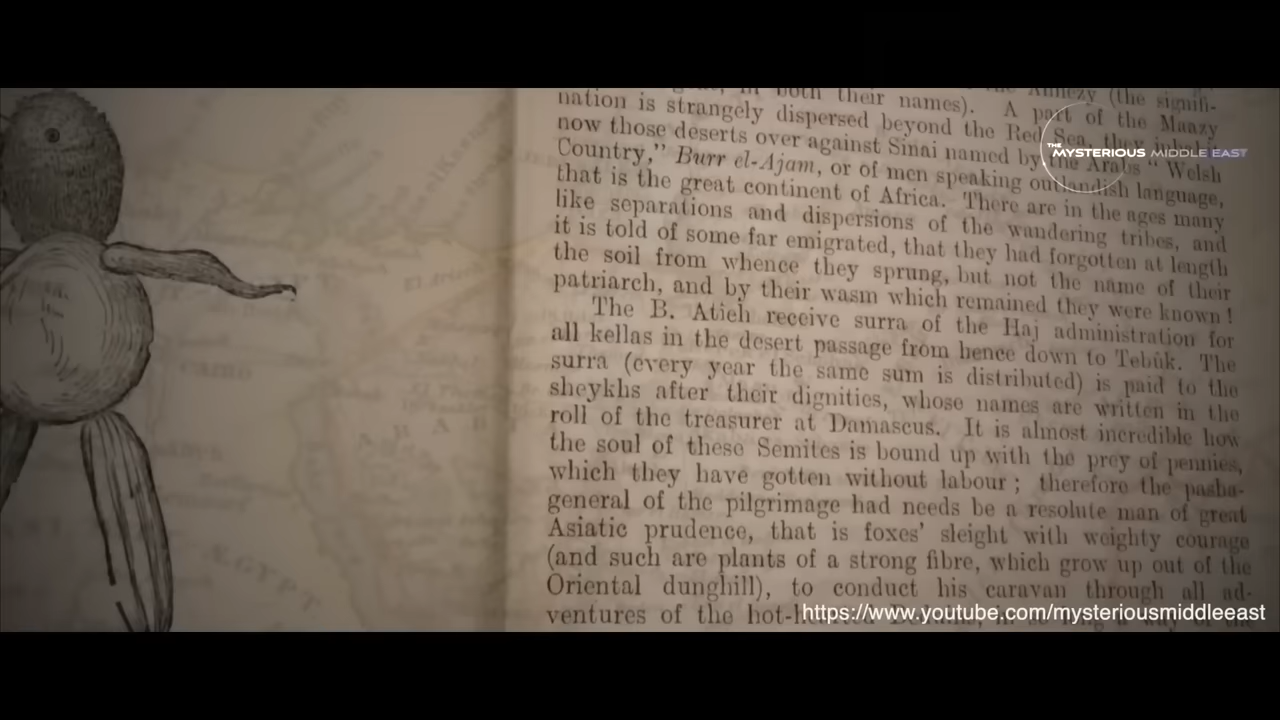 both their names). A part of the Maazy
nation is strangely dispersed beyond the Red Sea, they
now those deserts over against Sinai named by the Arabs “ Welsh
Country,” Burr el-Ajam, or of men speaking outlandish language,
that is the great continent of Africa. There are in the ages many
like separations and dispersions of the wandering tribes, and
it is told of some far emigrated, that they had forgotten at length
the soil from whence they sprung, but not the name of their
patriarch, and by their wasm which remained they were known!
The B. Atîeh receive surra of the Haj administration for
all kellas in the desert passage from hence down to Tebûk. The
surra (every year the same sum is distributed) is paid to the
sheykhs after their dignities, whose names are written in the
roll of the treasurer at Damascus. It is almost incredible how
the soul of these Semites is bound up with the prey of pennies,
which they have gotten without labour; therefore the pasha-
general of the pilgrimage had needs be a resolute man of great
Asiatic prudence, that is foxes' sleight with weighty courage
(and such are plants of a strong fibre, which grow up out of the
Oriental dunghill), to conduct his caravan through all ad-
ventures of the
THE
MYSTERIOUS MIDDLE EAST
https://www.youtube.com/mysteriousmiddleeast
CAIRO
EGYPT